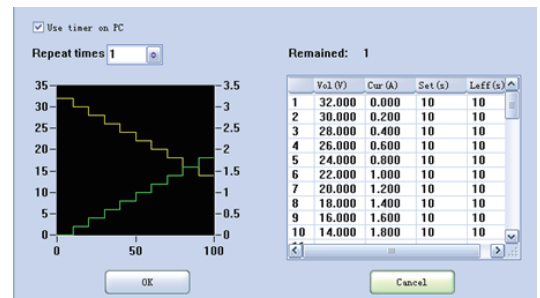 Use timer on PC
Repeat times 1
Remained: 1
35 3.5
30 3
25 2.5
20 2
15 1.5
10 1
5 0.5
0 0
0 50 100
Vol(V) Cur(A) Set(s) Leff(s)
1 32.000 0.000 10 10
2 30.000 0.200 10 10
3 28.000 0.400 10 10
4 26.000 0.600 10 10
5 24.000 0.800 10 10
6 22.000 1.000 10 10
7 20.000 1.200 10 10
8 18.000 1.400 10 10
9 16.000 1.600 10 10
10 14.000 1.800 10 10
OK
Cancel